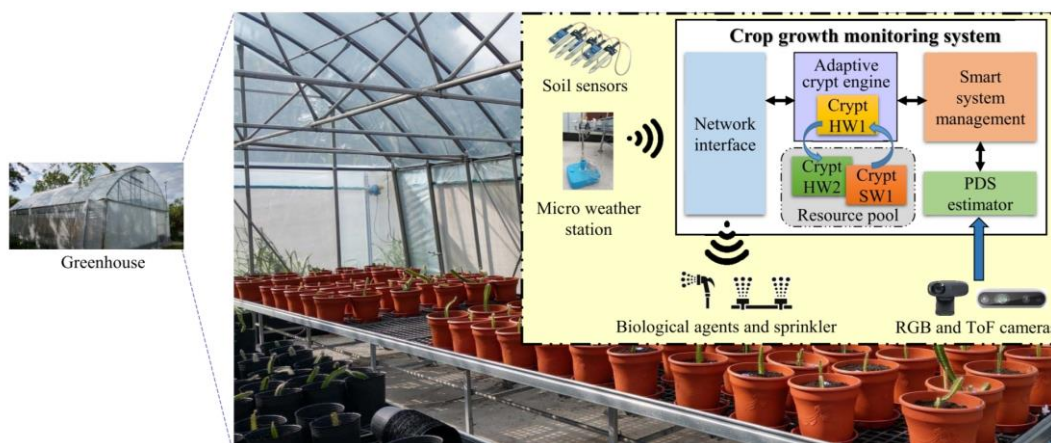 Greenhouse
Soil sensors
Micro weather
station
Crop growth monitoring system
Network
interface
Adaptive
crypt engine
Crypt
HW1
Crypt
HW2
Crypt
SW1
Resource pool
Smart
system
management
PDS
estimator
Biological agents and sprinkler
RGB and ToF camera